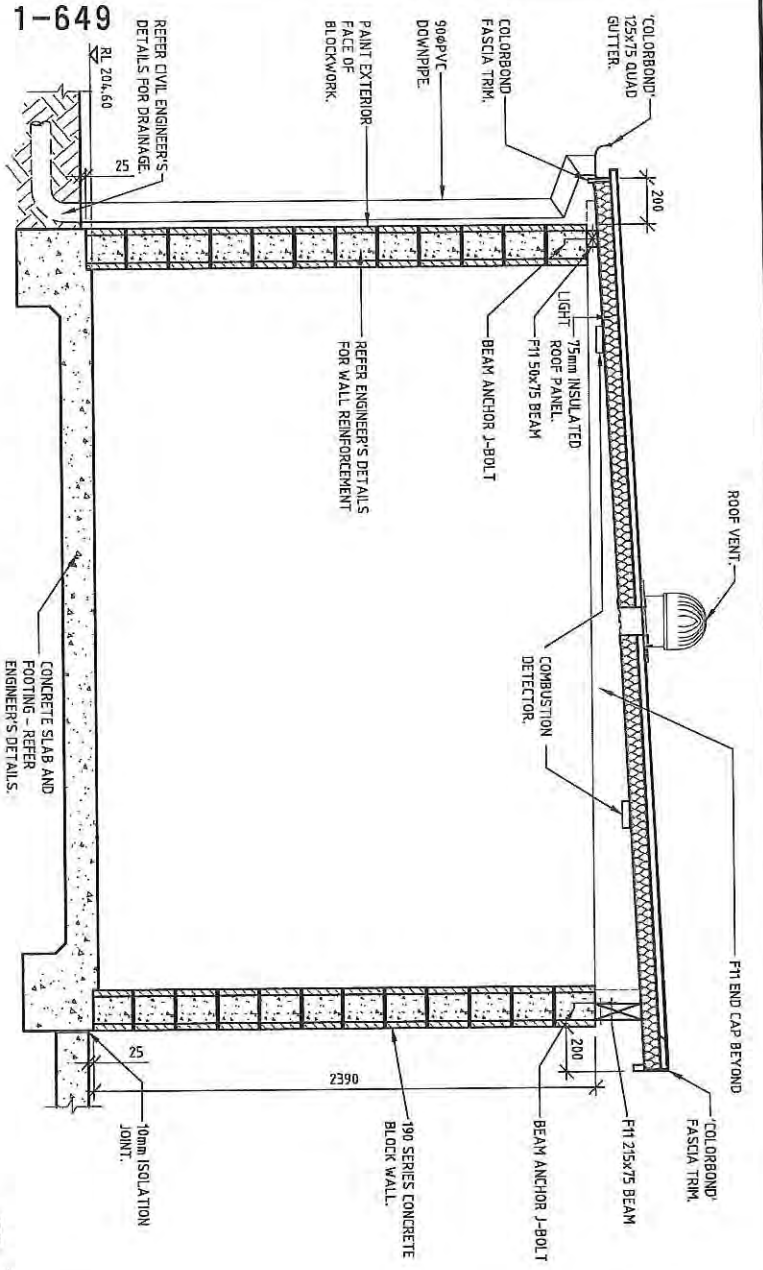 1-649
'COLORBOND'
125x75 QUAD
GUTTER.
COLORBOND
FASCIA TRIM.
90ØPVC
DOWNPIPE.
PAINT EXTERIOR
FACE OF
BLOCKWORK.
REFER CIVIL ENGINEER'S
DETAILS FOR DRAINAGE.
RL 204.60
25
200
LIGHT
75mm INSULATED
ROOF PANEL.
F11 50x75 BEAM
BEAM ANCHOR J-BOLT
REFER ENGINEER'S DETAILS
FOR WALL REINFORCEMENT
ROOF VENT.
COMBUSTION
DETECTOR.
CONCRETE SLAB AND
FOOTING - REFER
ENGINEER'S DETAILS.
F11 END CAP BEYOND
'COLORBOND'
FASCIA TRIM.
F11 215x75 BEAM
BEAM ANCHOR J-BOLT
200
2390
190 SERIES CONCRETE
BLOCK WALL.
25
10mm ISOLATION
JOINT.